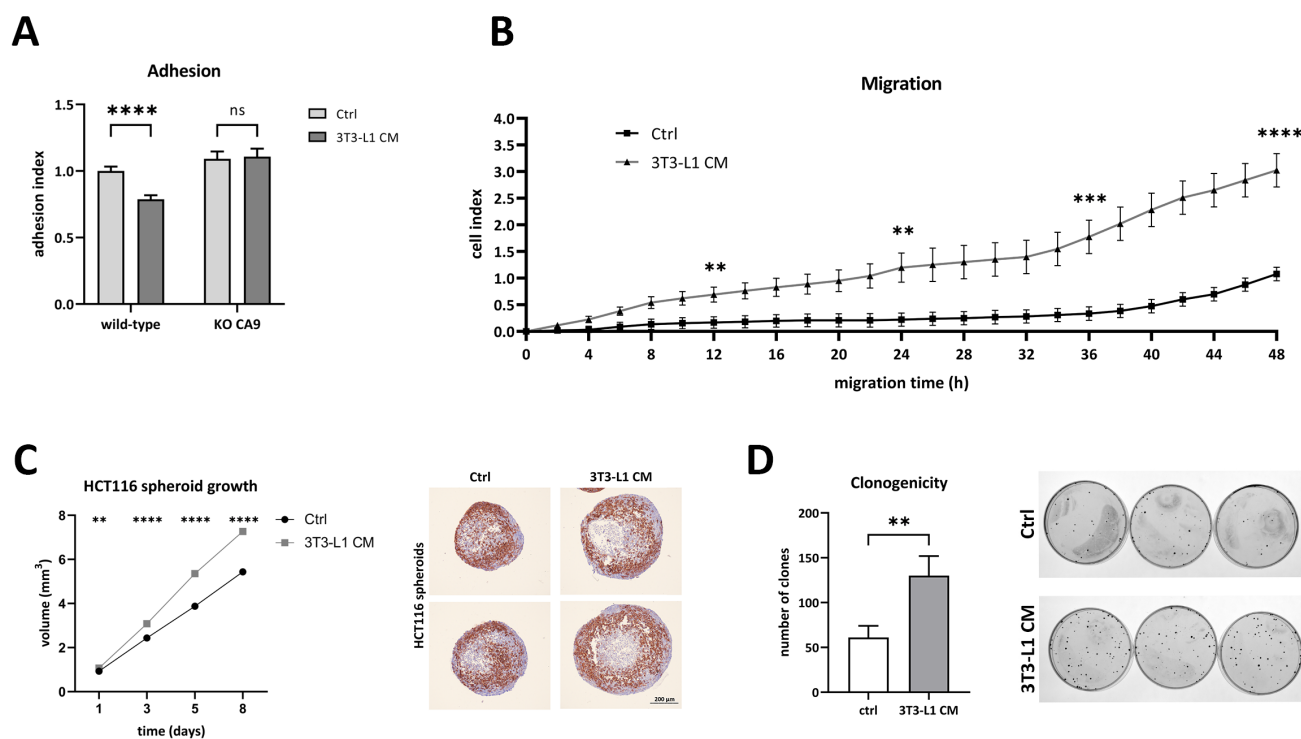 A
Adhesion
adhesion index
1.5
1.0
0.5
0.0
****
ns
wild-type
KO CA9
Ctrl
3T3-L1 CM
B
Migration
cell index
4.0
3.5
3.0
2.5
2.0
1.5
1.0
0.5
0.0
Ctrl
3T3-L1 CM
**
**
***
****
0 4 8 12 16 20 24 28 32 36 40 44 48
migration time (h)
C
HCT116 spheroid growth
** **** **** ****
Ctrl
3T3-L1 CM
volume (mm3)
8
6
4
2
0
1 3 5 8
time (days)
Ctrl
3T3-L1 CM
HCT116 spheroids
200 µm
D
Clonogenicity
number of clones
200
150
100
50
0
**
ctrl
3T3-L1 CM
Ctrl
3T3-L1 CM